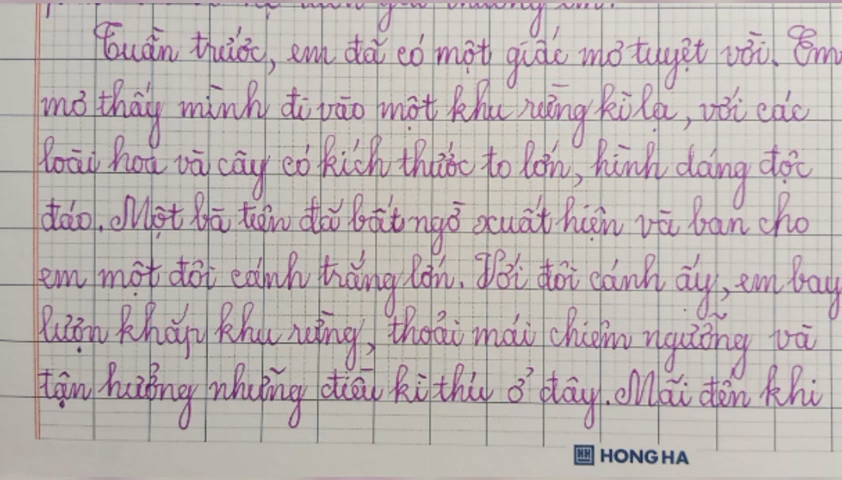 Tuần trước, em đã có một giấc mơ tuyệt vời. Em
mơ thấy mình đi vào một khu rừng kì lạ, với các
loài hoa và cây có kích thước to lớn, hình dáng độc
đáo. Một bà tiên đã bất ngờ xuất hiện và ban cho
em một đôi cánh trắng lớn. Với đôi cánh ấy, em bay
lượn khắp khu rừng, thoải mái chiêm ngưỡng và
tận hưởng những điều kì thú ở đây. Mãi đến khi
HONG HA